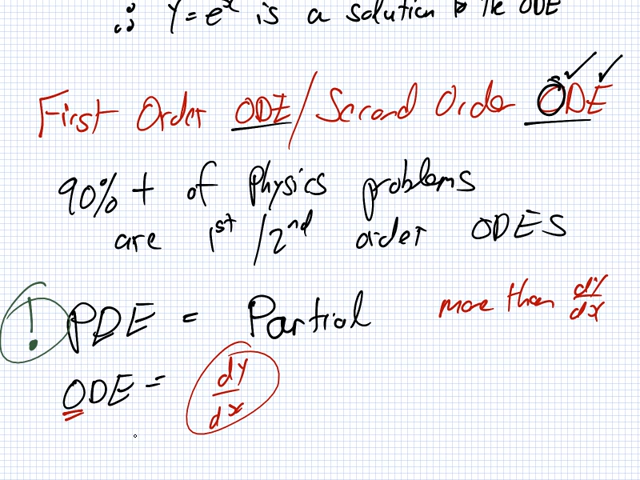 ∴ y = e^x is a solution to the ODE
First Order ODE/Second Order ODE
90% + of Physics problems
are 1st/2nd order ODES
! PDE = Partial more than dy/dx
ODE = dy/dx